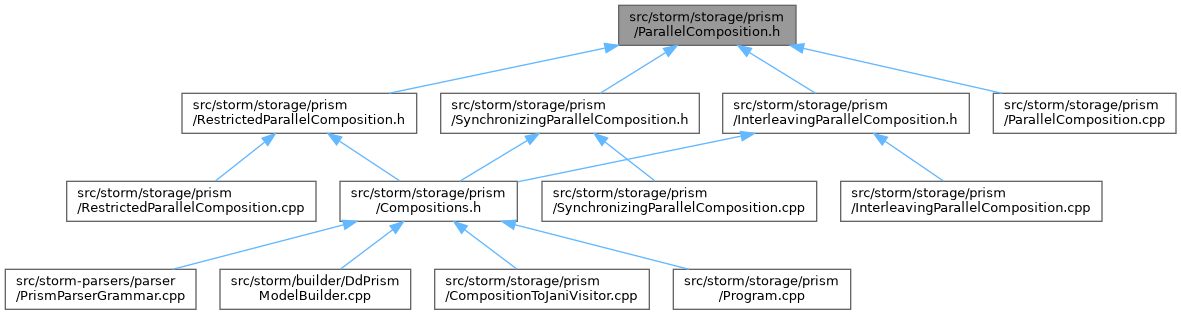 src/storm/storage/prism
/ParallelComposition.h
src/storm/storage/prism
/RestrictedParallelComposition.h
src/storm/storage/prism
/SynchronizingParallelComposition.h
src/storm/storage/prism
/InterleavingParallelComposition.h
src/storm/storage/prism
/ParallelComposition.cpp
src/storm/storage/prism
/RestrictedParallelComposition.cpp
src/storm/storage/prism
/Compositions.h
src/storm/storage/prism
/SynchronizingParallelComposition.cpp
src/storm/storage/prism
/InterleavingParallelComposition.cpp
src/storm-parsers/parser
/PrismParserGrammar.cpp
src/storm/builder/DdPrism
ModelBuilder.cpp
src/storm/storage/prism
/CompositionToJaniVisitor.cpp
src/storm/storage/prism
/Program.cpp